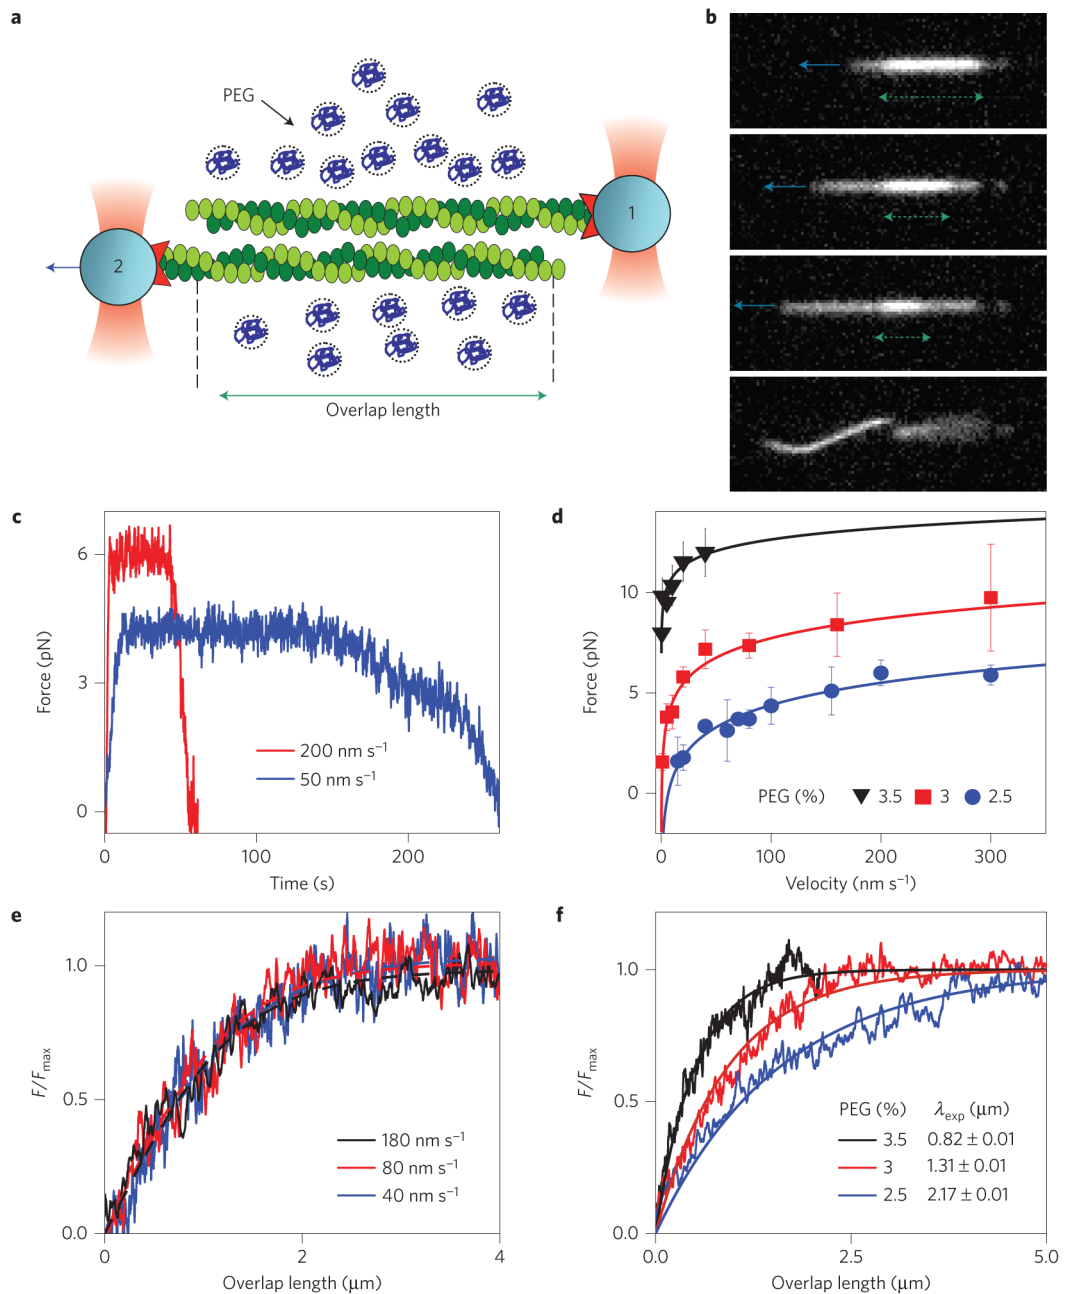 a
PEG
1
2
Overlap length
b
c
6
3
0
Force (pN)
200 nm s⁻¹
50 nm s⁻¹
0
100
200
Time (s)
d
10
5
0
Force (pN)
PEG (%)
3.5
3
2.5
0
100
200
300
Velocity (nm s⁻¹)
e
1.0
0.5
0.0
F/Fmax
180 nm s⁻¹
80 nm s⁻¹
40 nm s⁻¹
0
2
4
Overlap length (μm)
f
1.0
0.5
0.0
F/Fmax
PEG (%) λexp (μm)
3.5 0.82 ± 0.01
3 1.31 ± 0.01
2.5 2.17 ± 0.01
0.0
2.5
5.0
Overlap length (μm)